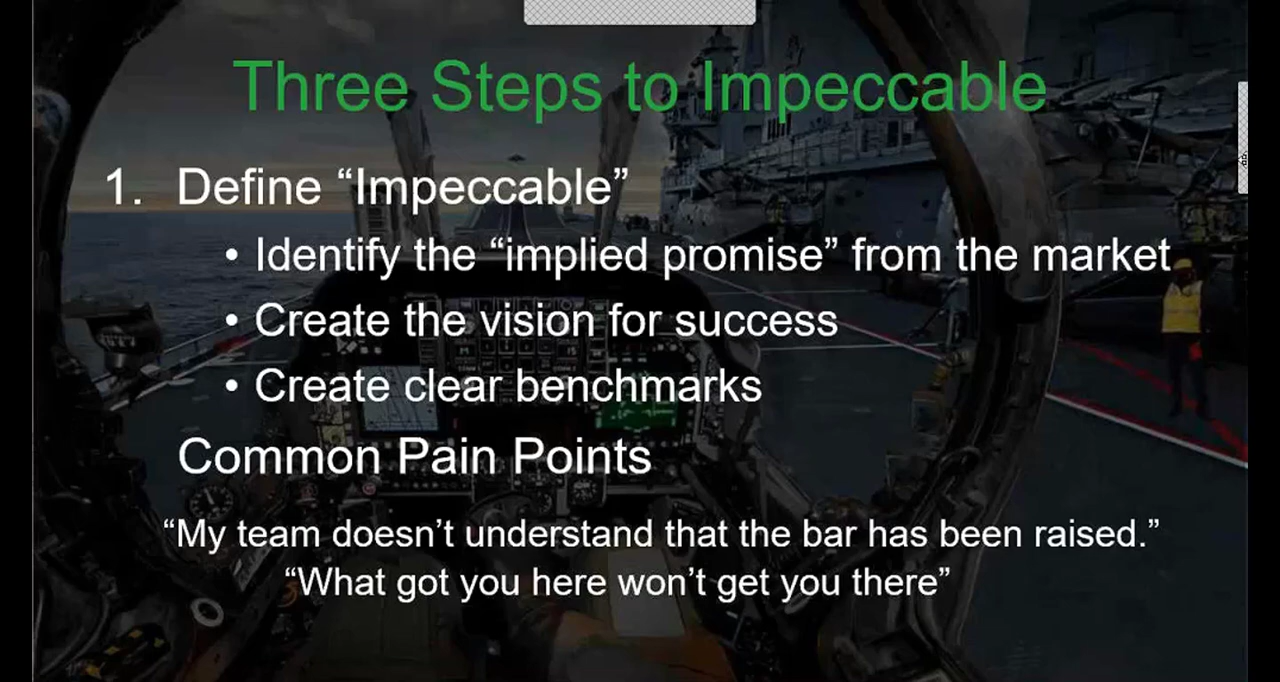 Three Steps to Impeccable
1. Define “Impeccable”
• Identify the “implied promise” from the market
• Create the vision for success
• Create clear benchmarks
Common Pain Points
“My team doesn’t understand that the bar has been raised.”
“What got you here won’t get you there”